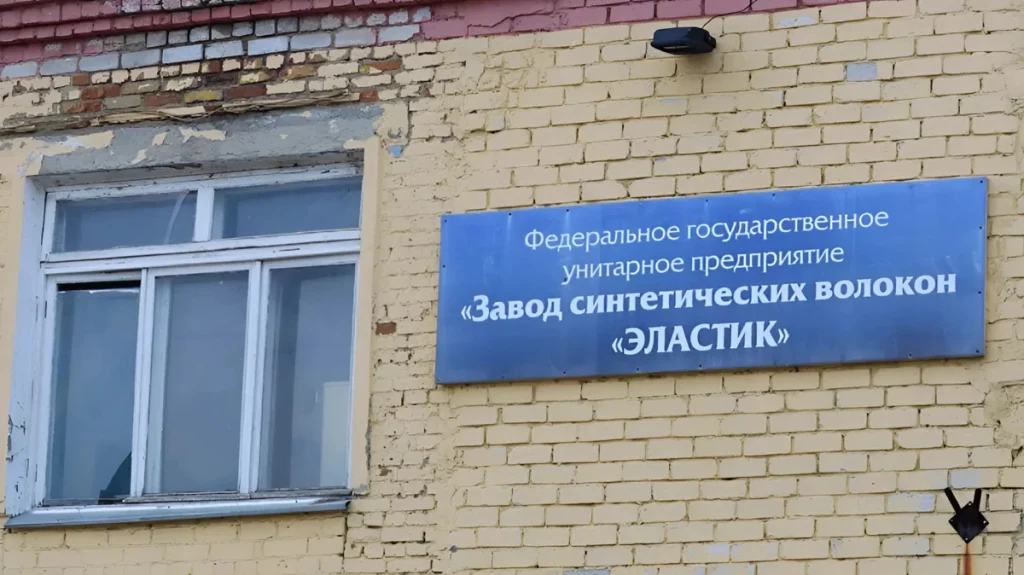 Федеральное государственное
унитарное предприятие
«Завод синтетических волокон
«ЭЛАСТИК»